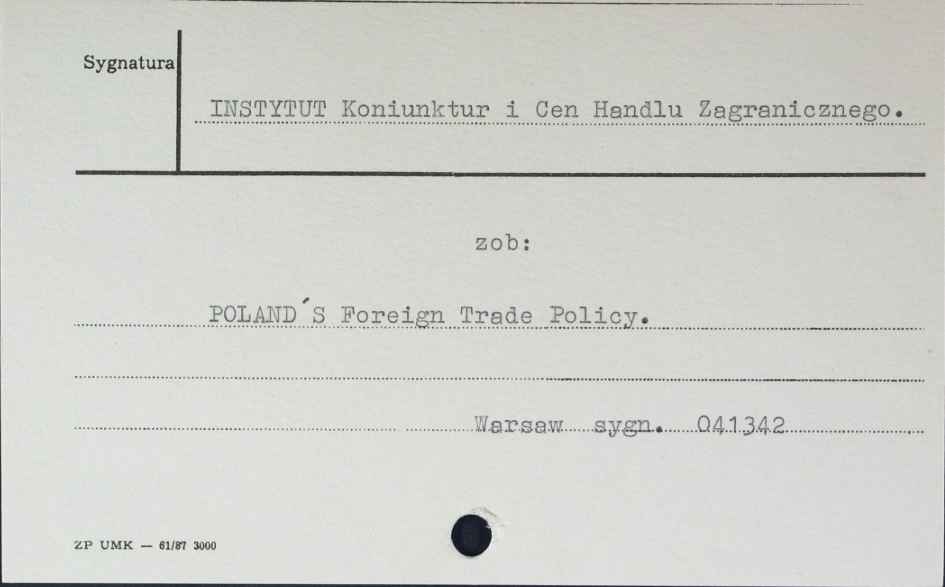 Sygnatura
INSTYTUT Koniunktur i Cen Handlu Zagranicznego.
zob:
POLAND´S Foreign Trade Policy.
Warsaw sygn. 041342
ZP UMK — 61/87 3000